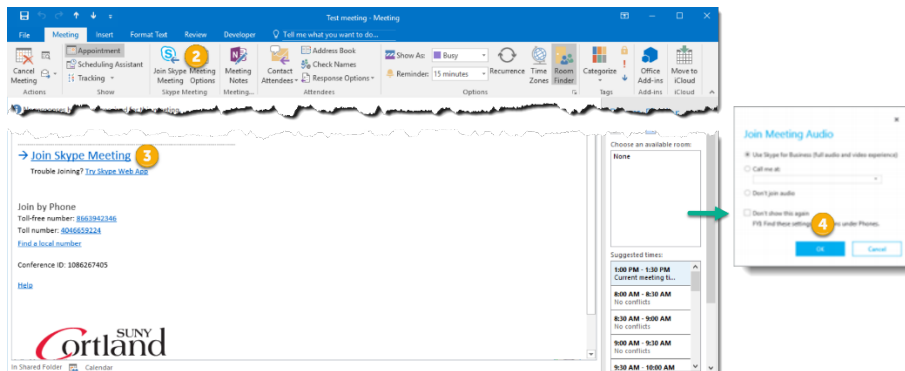 Test meeting - Meeting
File Meeting Insert Format Text Review Developer Tell me what you want to do...
Cancel Meeting
Actions
Appointment
Scheduling Assistant
Tracking
Show
Join Skype Meeting
Meeting Options
2
Skype Meeting
Meeting Notes
Meeting...
Contact Attendees
Address Book
Check Names
Response Options
Attendees
Show As: Busy
Reminder: 15 minutes
Recurrence
Time Zones
Room Finder
Options
Categorize
Tags
Office Add-ins
Add-ins
Move to iCloud
iCloud
→ Join Skype Meeting 3
Trouble Joining? Try Skype Web App
Join by Phone
Toll-free number: 8663942346
Toll number: 4046659224
Find a local number
Conference ID: 1086267405
Help
SUNY
Cortland
In Shared Folder Calendar
Choose an available room:
None
Suggested times:
1:00 PM - 1:30 PM
Current meeting ti...
8:00 AM - 8:30 AM
No conflicts
8:30 AM - 9:00 AM
No conflicts
9:00 AM - 9:30 AM
No conflicts
9:30 AM - 10:00 AM
Join Meeting Audio
Use Skype for Business (full audio and video experience)
Call me at:
Don't join audio
Don't show this again
FYI: Find these settings under Phones.
4
OK Cancel